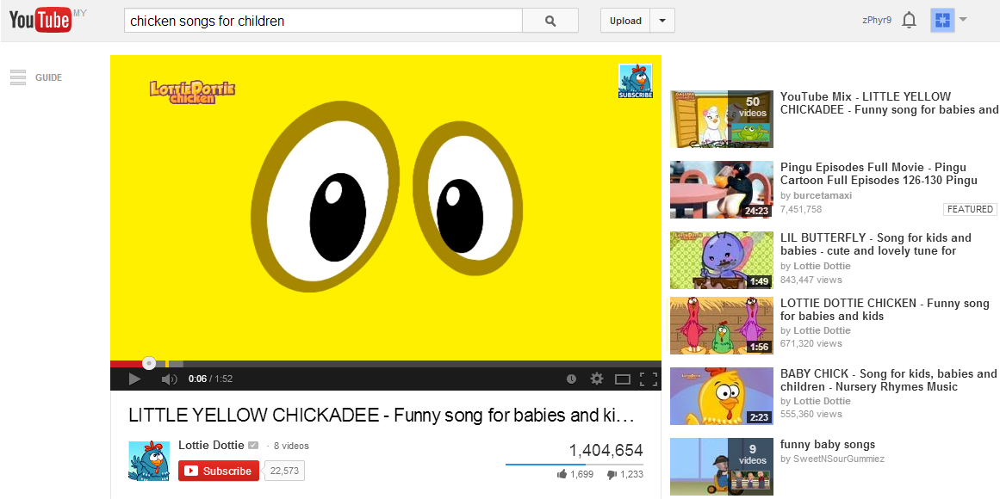 YouTube MY
chicken songs for children
Upload
zPhyr9
GUIDE
LottieDottie
chicken
SUBSCRIBE
0:06 / 1:52
LITTLE YELLOW CHICKADEE - Funny song for babies and ki...
Lottie Dottie · 8 videos
Subscribe 22,573
1,404,654
1,699 1,233
50
videos
YouTube Mix - LITTLE YELLOW
CHICKADEE - Funny song for babies and
24:23
Pingu Episodes Full Movie - Pingu
Cartoon Full Episodes 126-130 Pingu
by burcetamaxi
7,451,758 FEATURED
1:49
LIL BUTTERFLY - Song for kids and
babies - cute and lovely tune for
by Lottie Dottie
843,447 views
1:56
LOTTIE DOTTIE CHICKEN - Funny song
for babies and kids
by Lottie Dottie
671,320 views
2:23
BABY CHICK - Song for kids, babies and
children - Nursery Rhymes Music
by Lottie Dottie
555,360 views
9
videos
funny baby songs
by SweetNSourGummiez